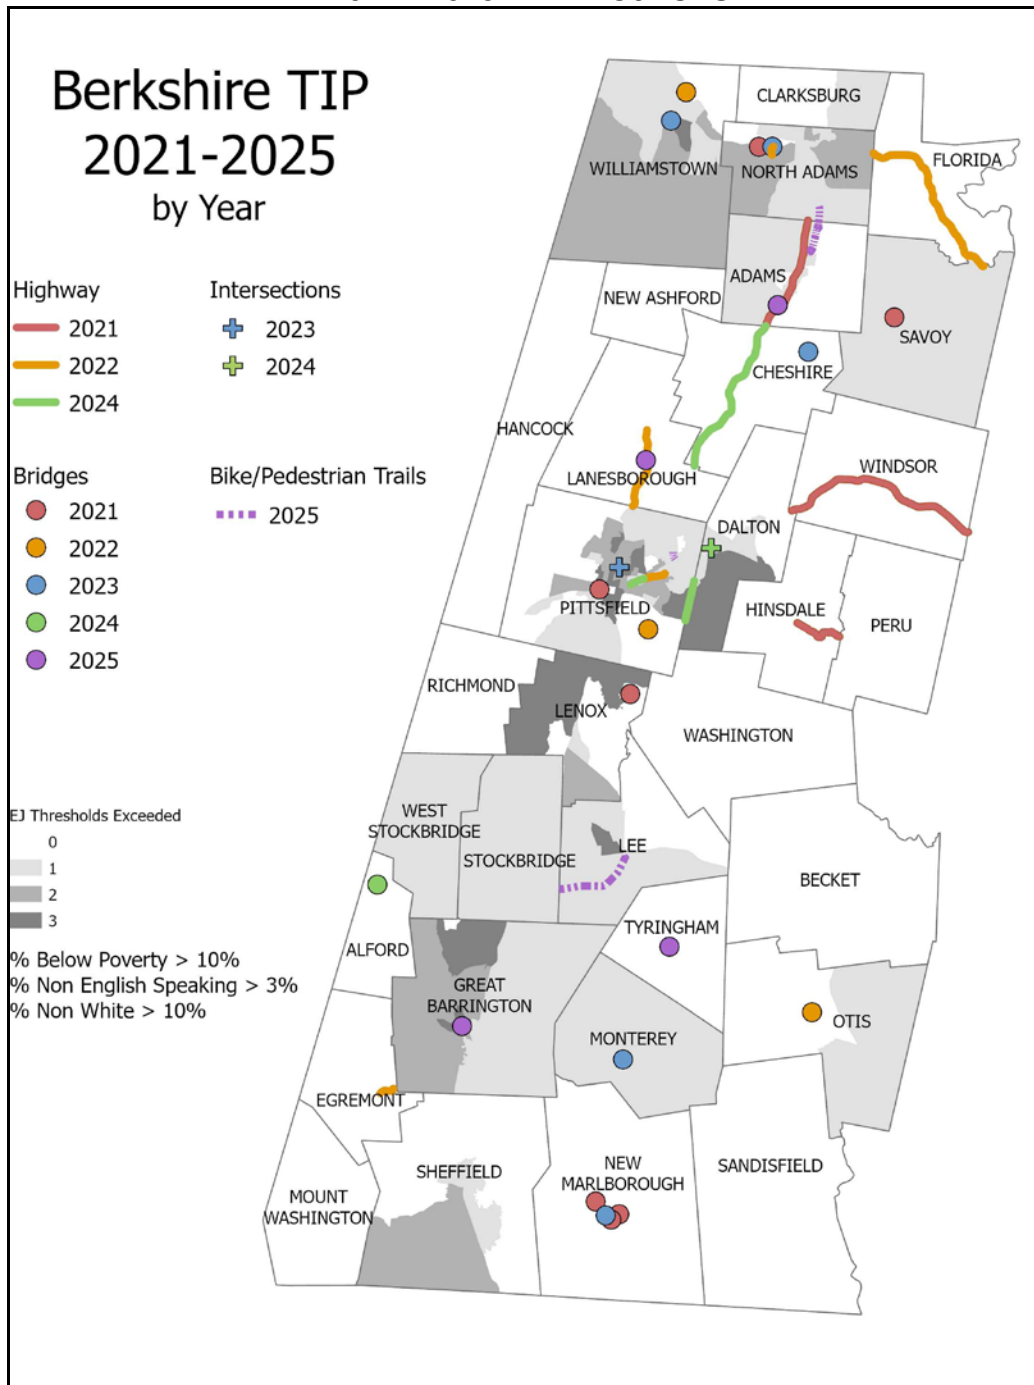 Berkshire TIP
2021-2025
by Year
Highway
2021
2022
2024
Intersections
2023
2024
Bridges
2021
2022
2023
2024
2025
Bike/Pedestrian Trails
2025
EJ Thresholds Exceeded
0
1
2
3
% Below Poverty > 10%
% Non English Speaking > 3%
% Non White > 10%
CLARKSBURG
FLORIDA
WILLIAMSTOWN
NORTH ADAMS
ADAMS
NEW ASHFORD
SAVOY
CHESHIRE
HANCOCK
LANESBOROUGH
WINDSOR
DALTON
PITTSFIELD
HINSDALE
PERU
RICHMOND
LENOX
WASHINGTON
WEST
STOCKBRIDGE
STOCKBRIDGE
LEE
BECKET
TYRINGHAM
ALFORD
GREAT
BARRINGTON
OTIS
MONTEREY
EGREMONT
SHEFFIELD
NEW
MARLBOROUGH
SANDISFIELD
MOUNT
WASHINGTON